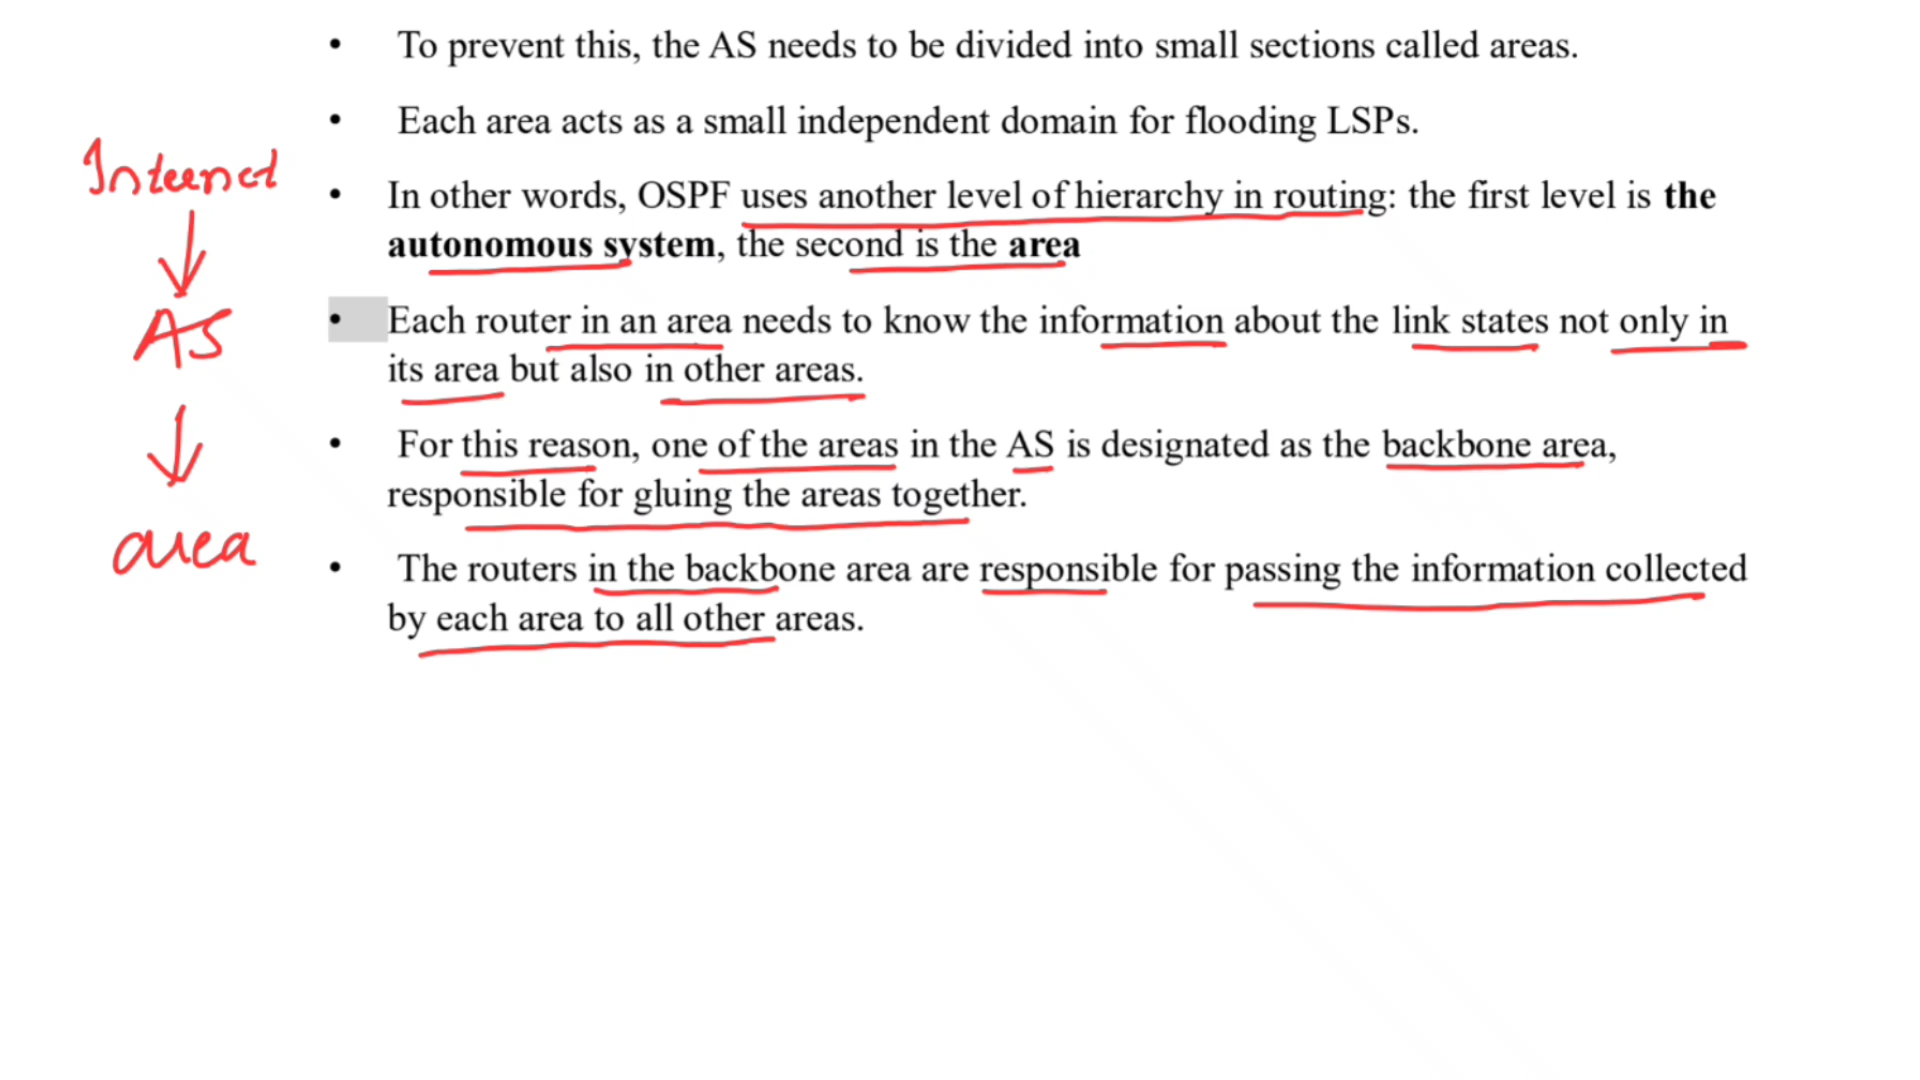 • To prevent this, the AS needs to be divided into small sections called areas.
• Each area acts as a small independent domain for flooding LSPs.
• In other words, OSPF uses another level of hierarchy in routing: the first level is the
autonomous system, the second is the area
• Each router in an area needs to know the information about the link states not only in
its area but also in other areas.
• For this reason, one of the areas in the AS is designated as the backbone area,
responsible for gluing the areas together.
• The routers in the backbone area are responsible for passing the information collected
by each area to all other areas.
Internet
AS
area